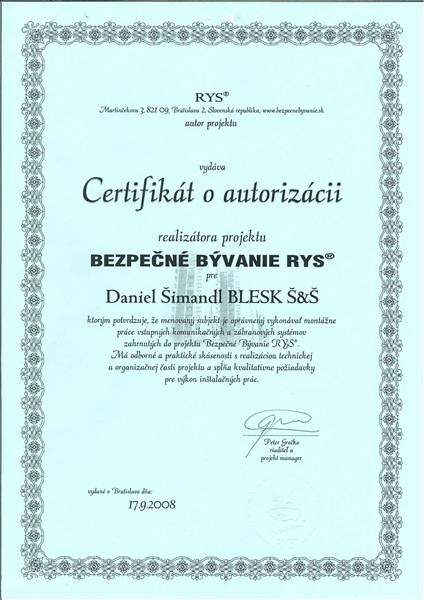 RYS®
Martinčekova 3, 821 09, Bratislava 2, Slovenská republika, www.bezpecnebyvanie.sk
autor projektu
vydáva
Certifikát o autorizácii
realizátora projektu
BEZPEČNÉ BÝVANIE RYS®
pre
Daniel Šimandl BLESK Š&Š
ktorým potvrdzuje, že menovaný subjekt je oprávnený vykonávať montážne
práce vstupných komunikačných a zábranových systémov
zahrnutých do projektu Bezpečné Bývanie RYS®.
Má odborné a praktické skúsenosti s realizáciou technickej
a organizačnej časti projektu a spĺňa kvalitatívne požiadavky
pre výkon inštalačných prác.
Peter Gračko
riaditeľ a
projekt manager
vydané v Bratislave dňa:
17.9.2008